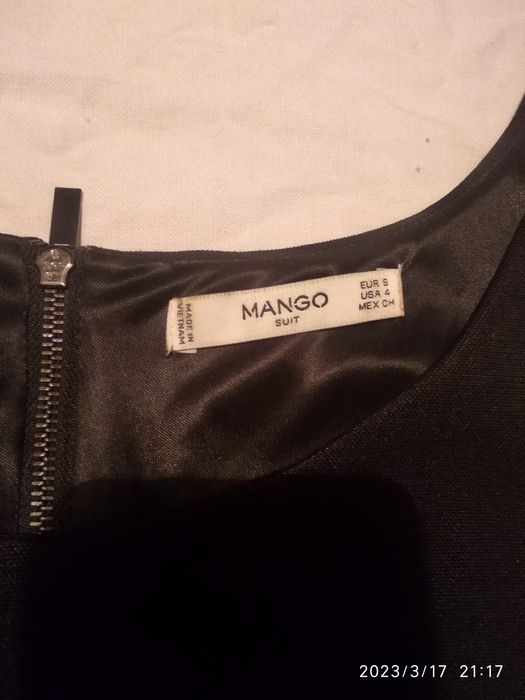 MANGO
SUIT
EUR S
USA 4
MEX CH
MADE IN
VIETNAM
2023/3/17 21:17